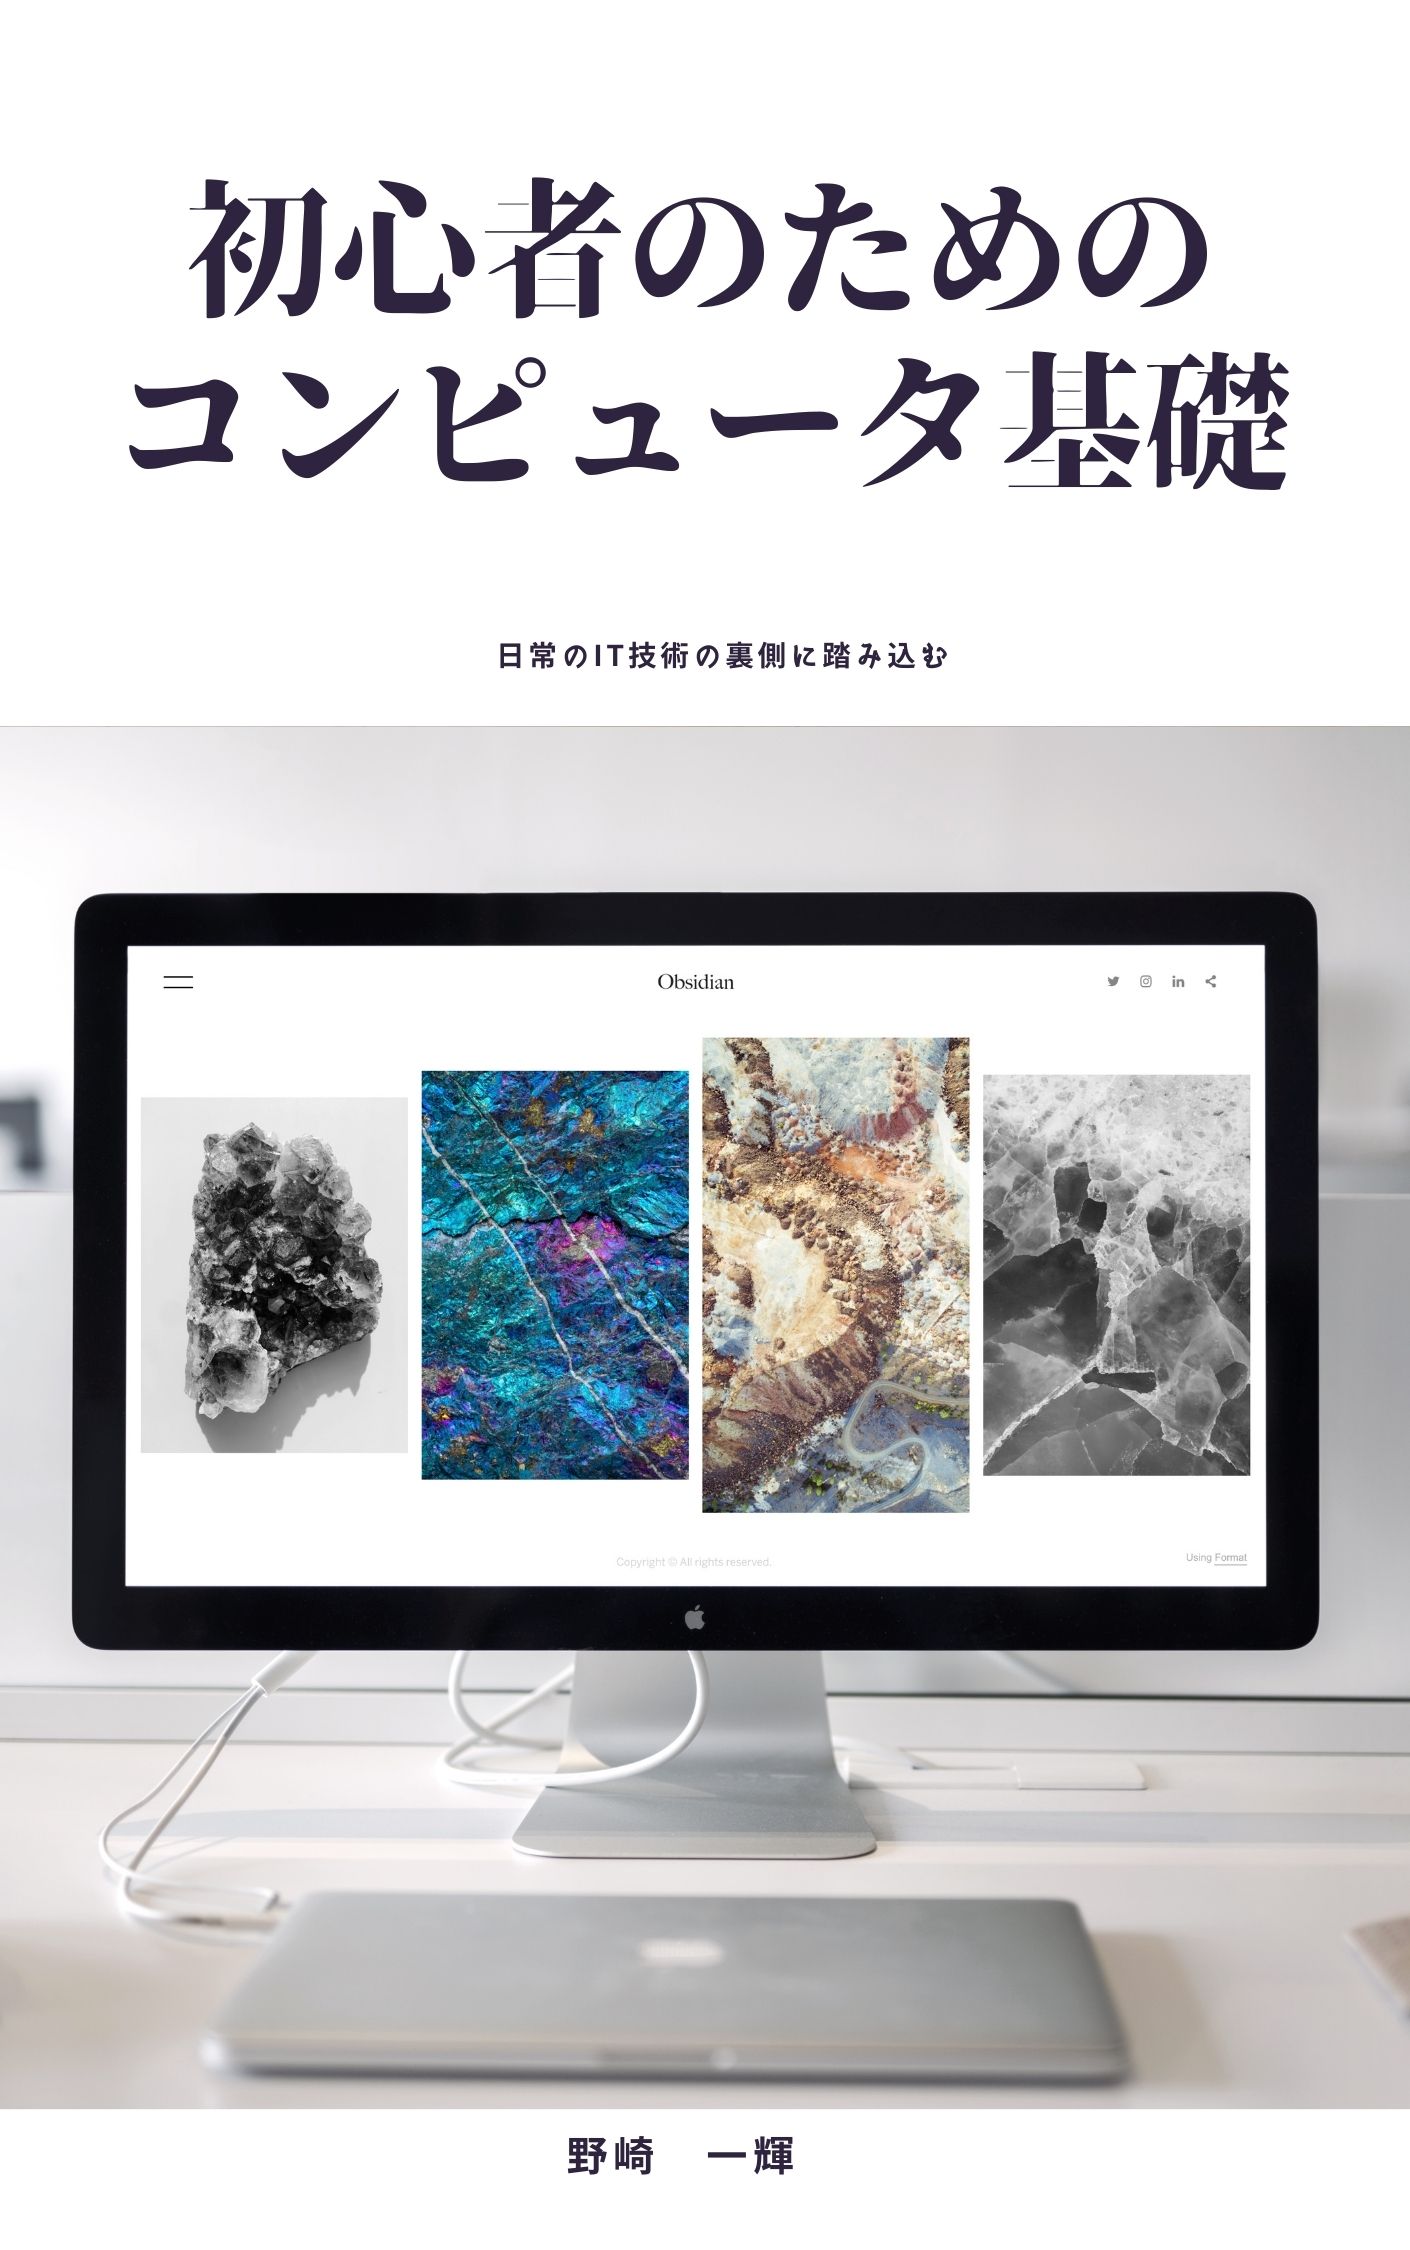 初心者のための
コンピュータ基礎
日常のIT技術の裏側に踏み込む
Obsidian
Copyright © All rights reserved.
Using Format
野崎　一輝